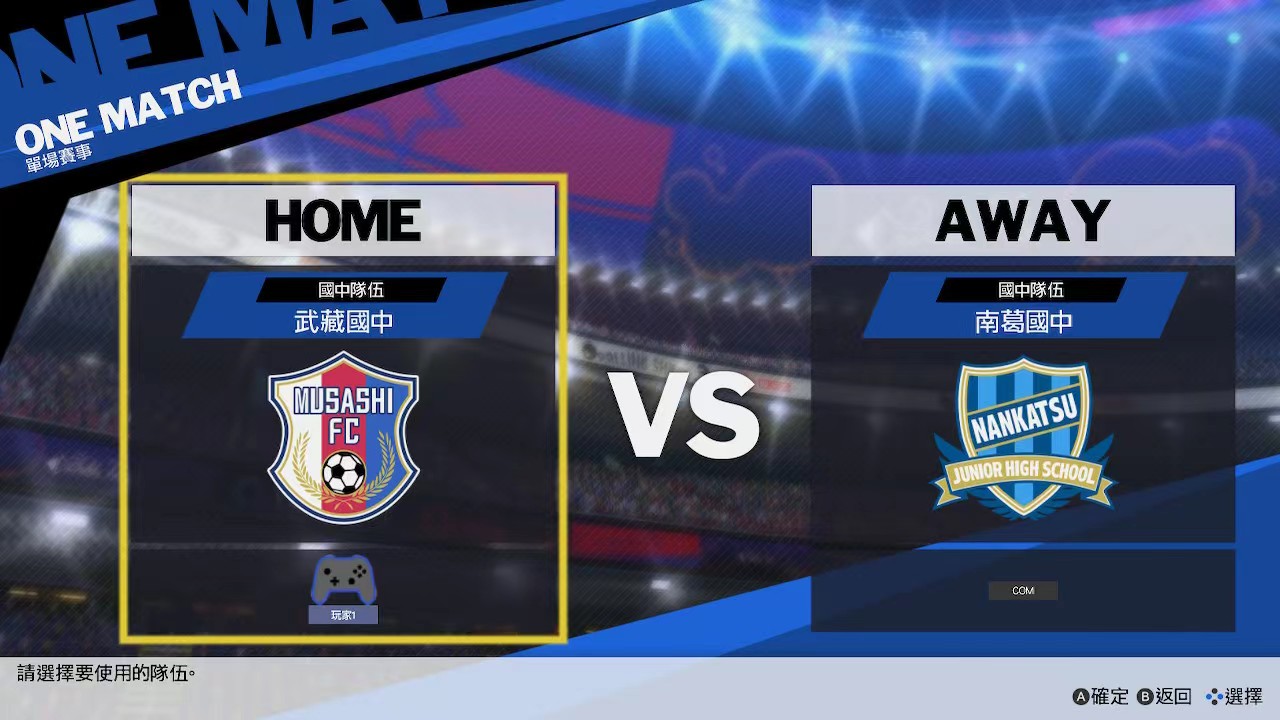 ONE MATCH
ONE MATCH
單場賽事
HOME
國中隊伍
武藏國中
MUSASHI
FC
玩家1
VS
AWAY
國中隊伍
南葛國中
NANKATSU
JUNIOR HIGH SCHOOL
COM
請選擇要使用的隊伍。
A確定 B返回 選擇